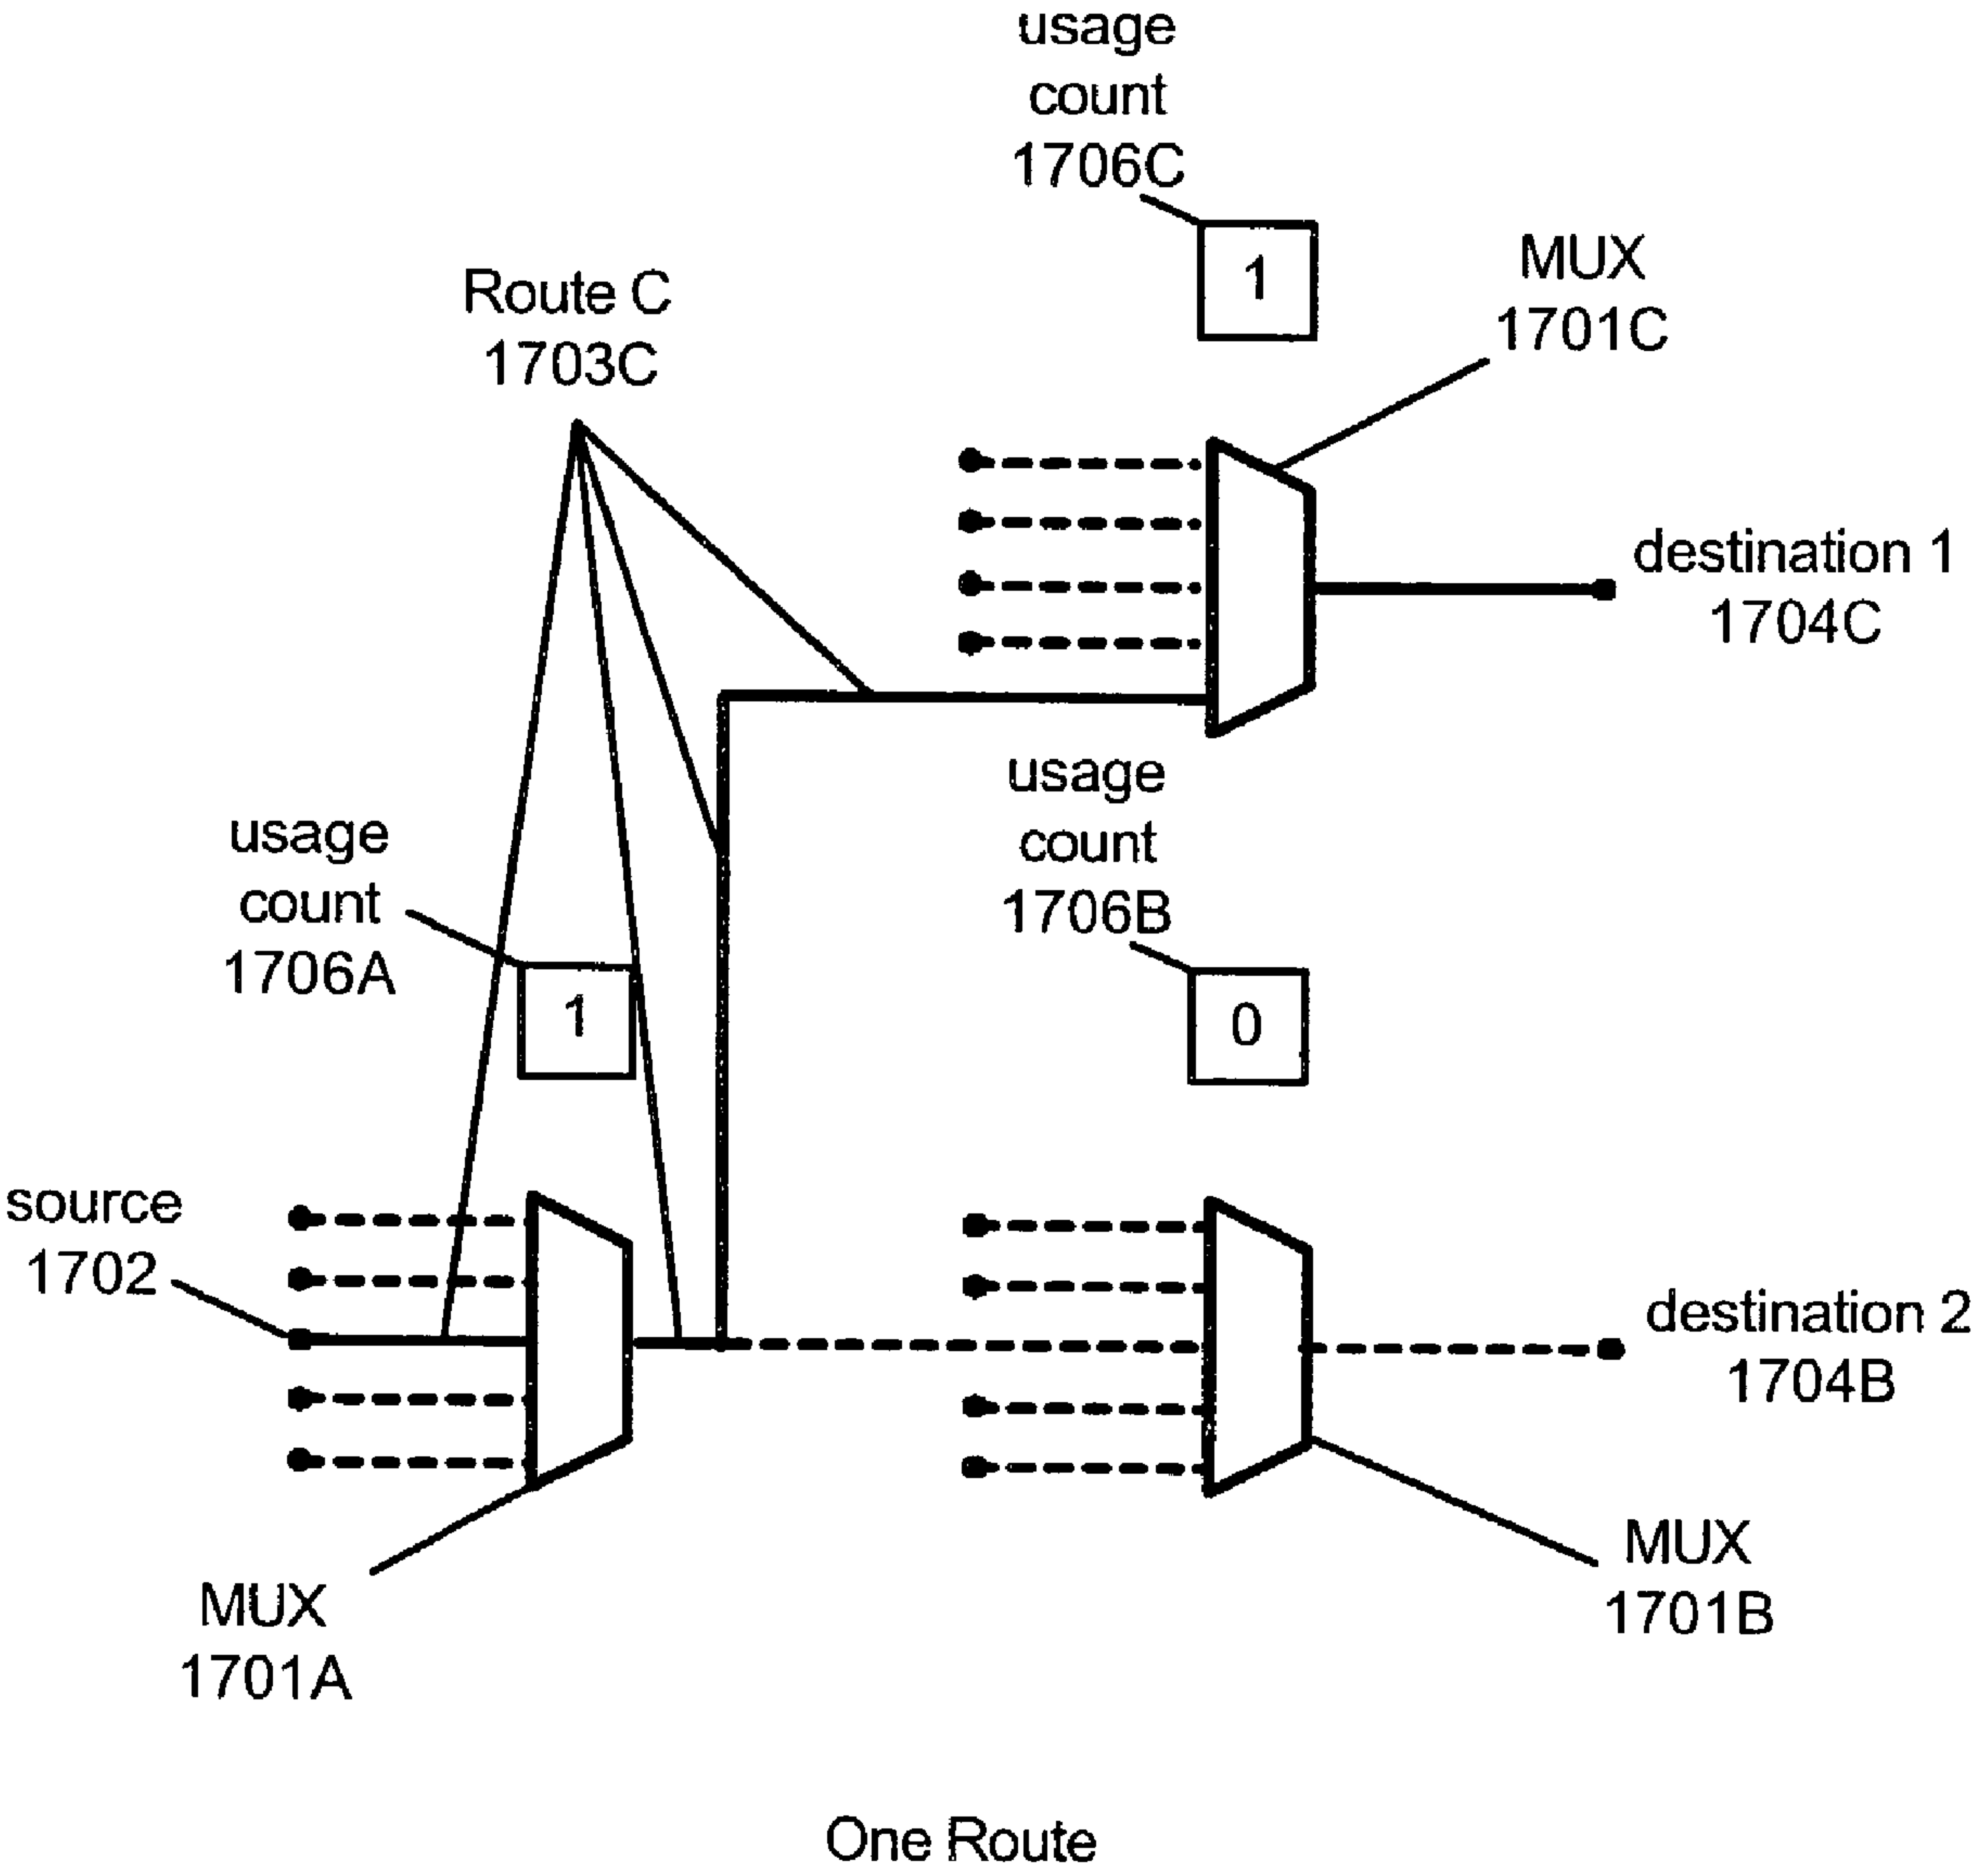 usage
count
1706C
1
MUX
1701C
Route C
1703C
destination 1
1704C
usage
count
1706B
0
usage
count
1706A
1
source
1702
destination 2
1704B
MUX
1701B
MUX
1701A
One Route